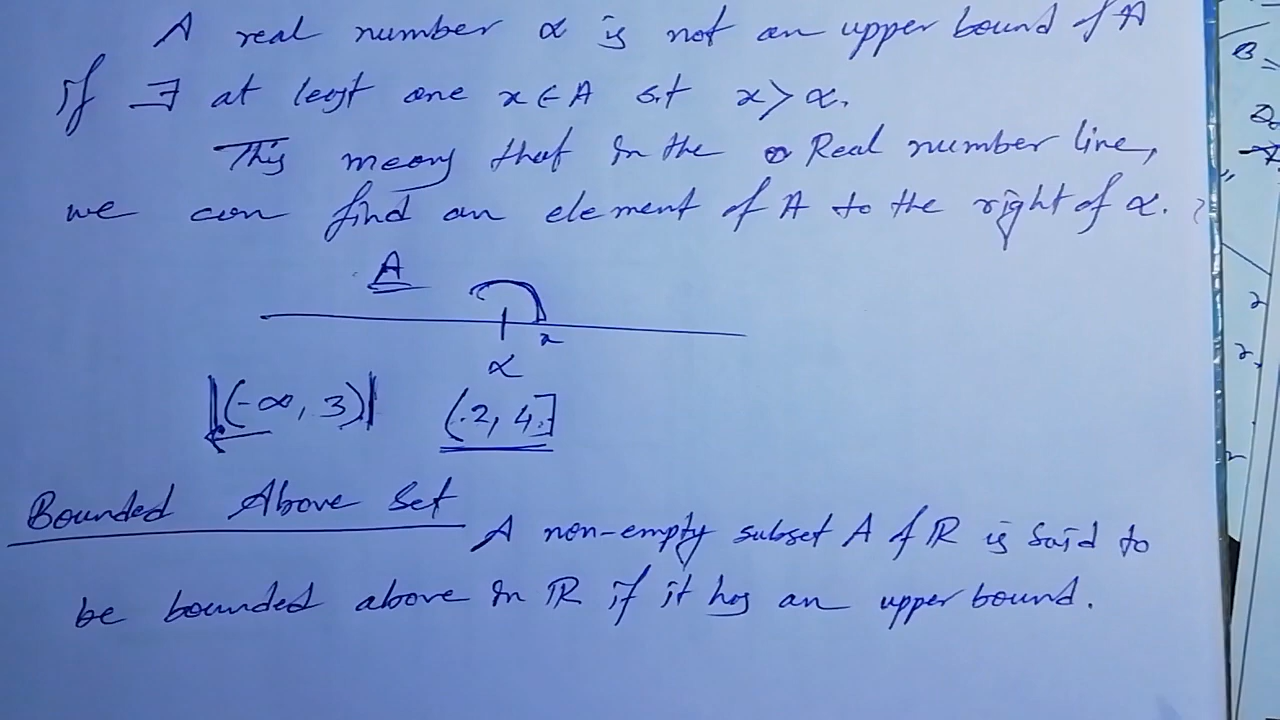 A real number α is not an upper bound of A
if ∃ at least one x ∈ A s.t x > α.
This means that in the Real number line,
we can find an element of A to the right of α.
A
x
α
(-∞, 3) (2, 4]
Bounded Above Set
A non-empty subset A of ℝ is said to
be bounded above in ℝ if it has an upper bound.